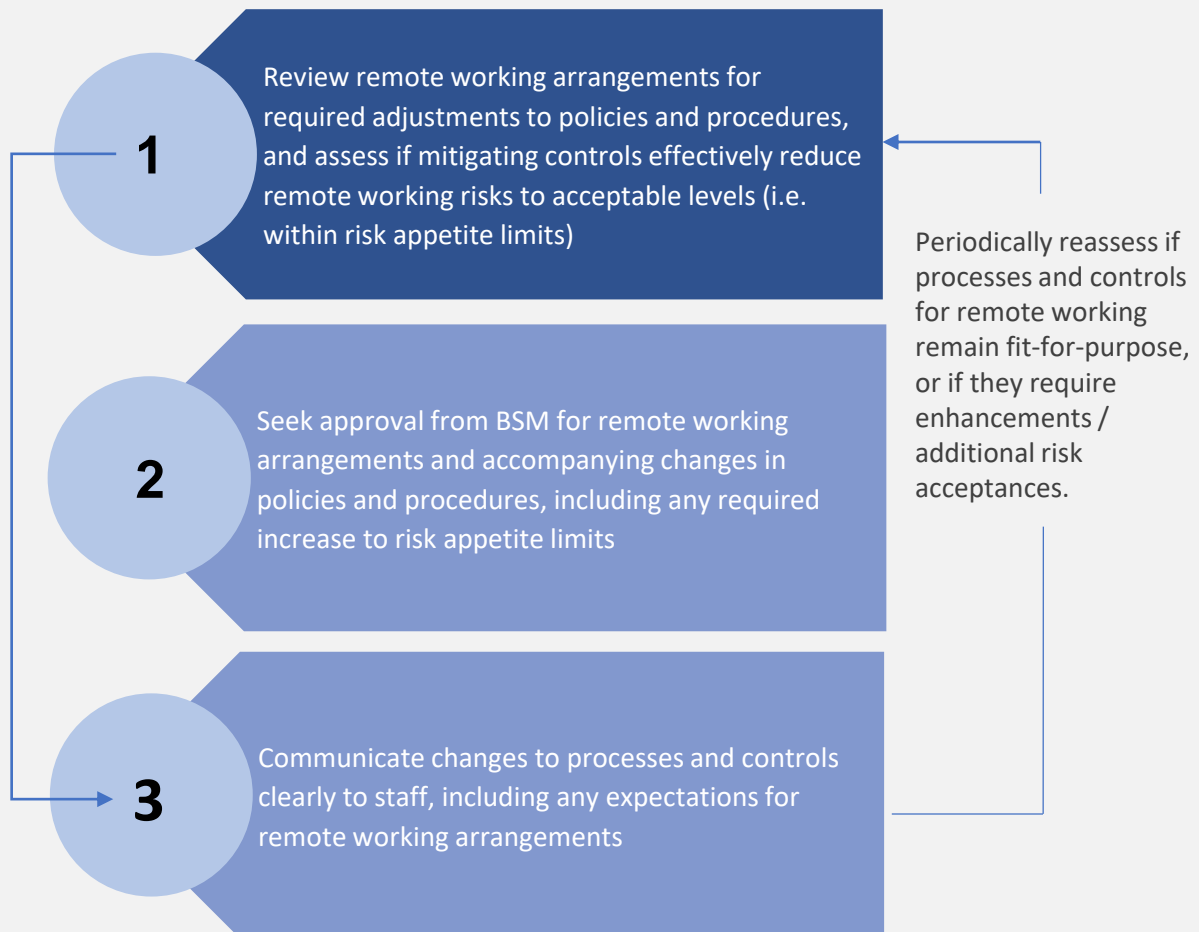 1
Review remote working arrangements for
required adjustments to policies and procedures,
and assess if mitigating controls effectively reduce
remote working risks to acceptable levels (i.e.
within risk appetite limits)
2
Seek approval from BSM for remote working
arrangements and accompanying changes in
policies and procedures, including any required
increase to risk appetite limits
3
Communicate changes to processes and controls
clearly to staff, including any expectations for
remote working arrangements
Periodically reassess if
processes and controls
for remote working
remain fit-for-purpose,
or if they require
enhancements /
additional risk
acceptances.